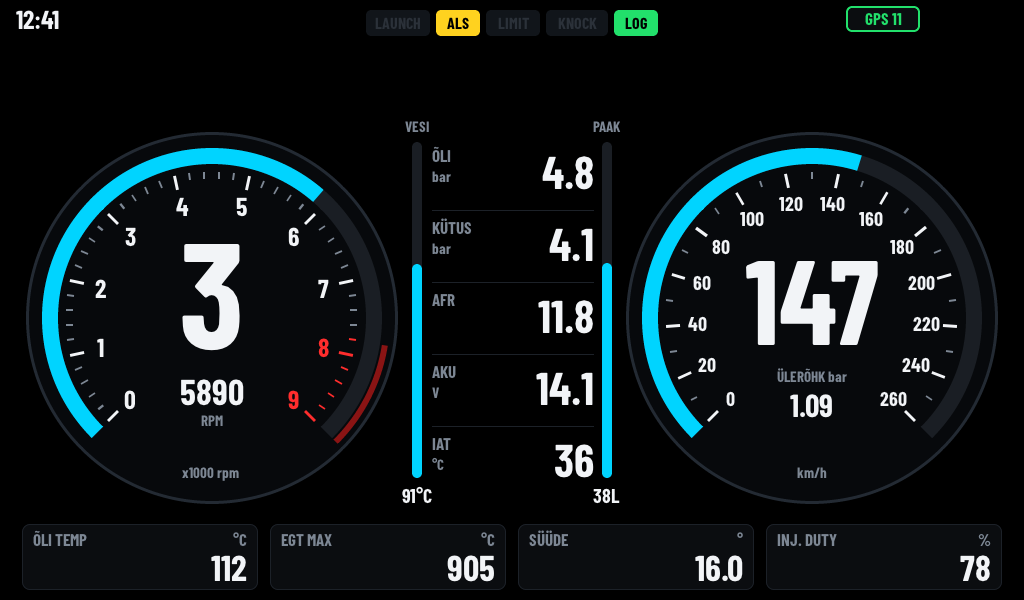 12:41
LAUNCH ALS LIMIT KNOCK LOG
GPS 11
VESI
PAAK
0
1
2
3
4
5
6
7
8
9
3
5890
RPM
x1000 rpm
ÕLI
bar
4.8
KÜTUS
bar
4.1
AFR
11.8
AKU
V
14.1
IAT
°C
36
91°C
38L
0
20
40
60
80
100
120
140
160
180
200
220
240
260
147
ÜLERÕHK bar
1.09
km/h
ÕLI TEMP °C
112
EGT MAX °C
905
SÜÜDE °
16.0
INJ. DUTY %
78